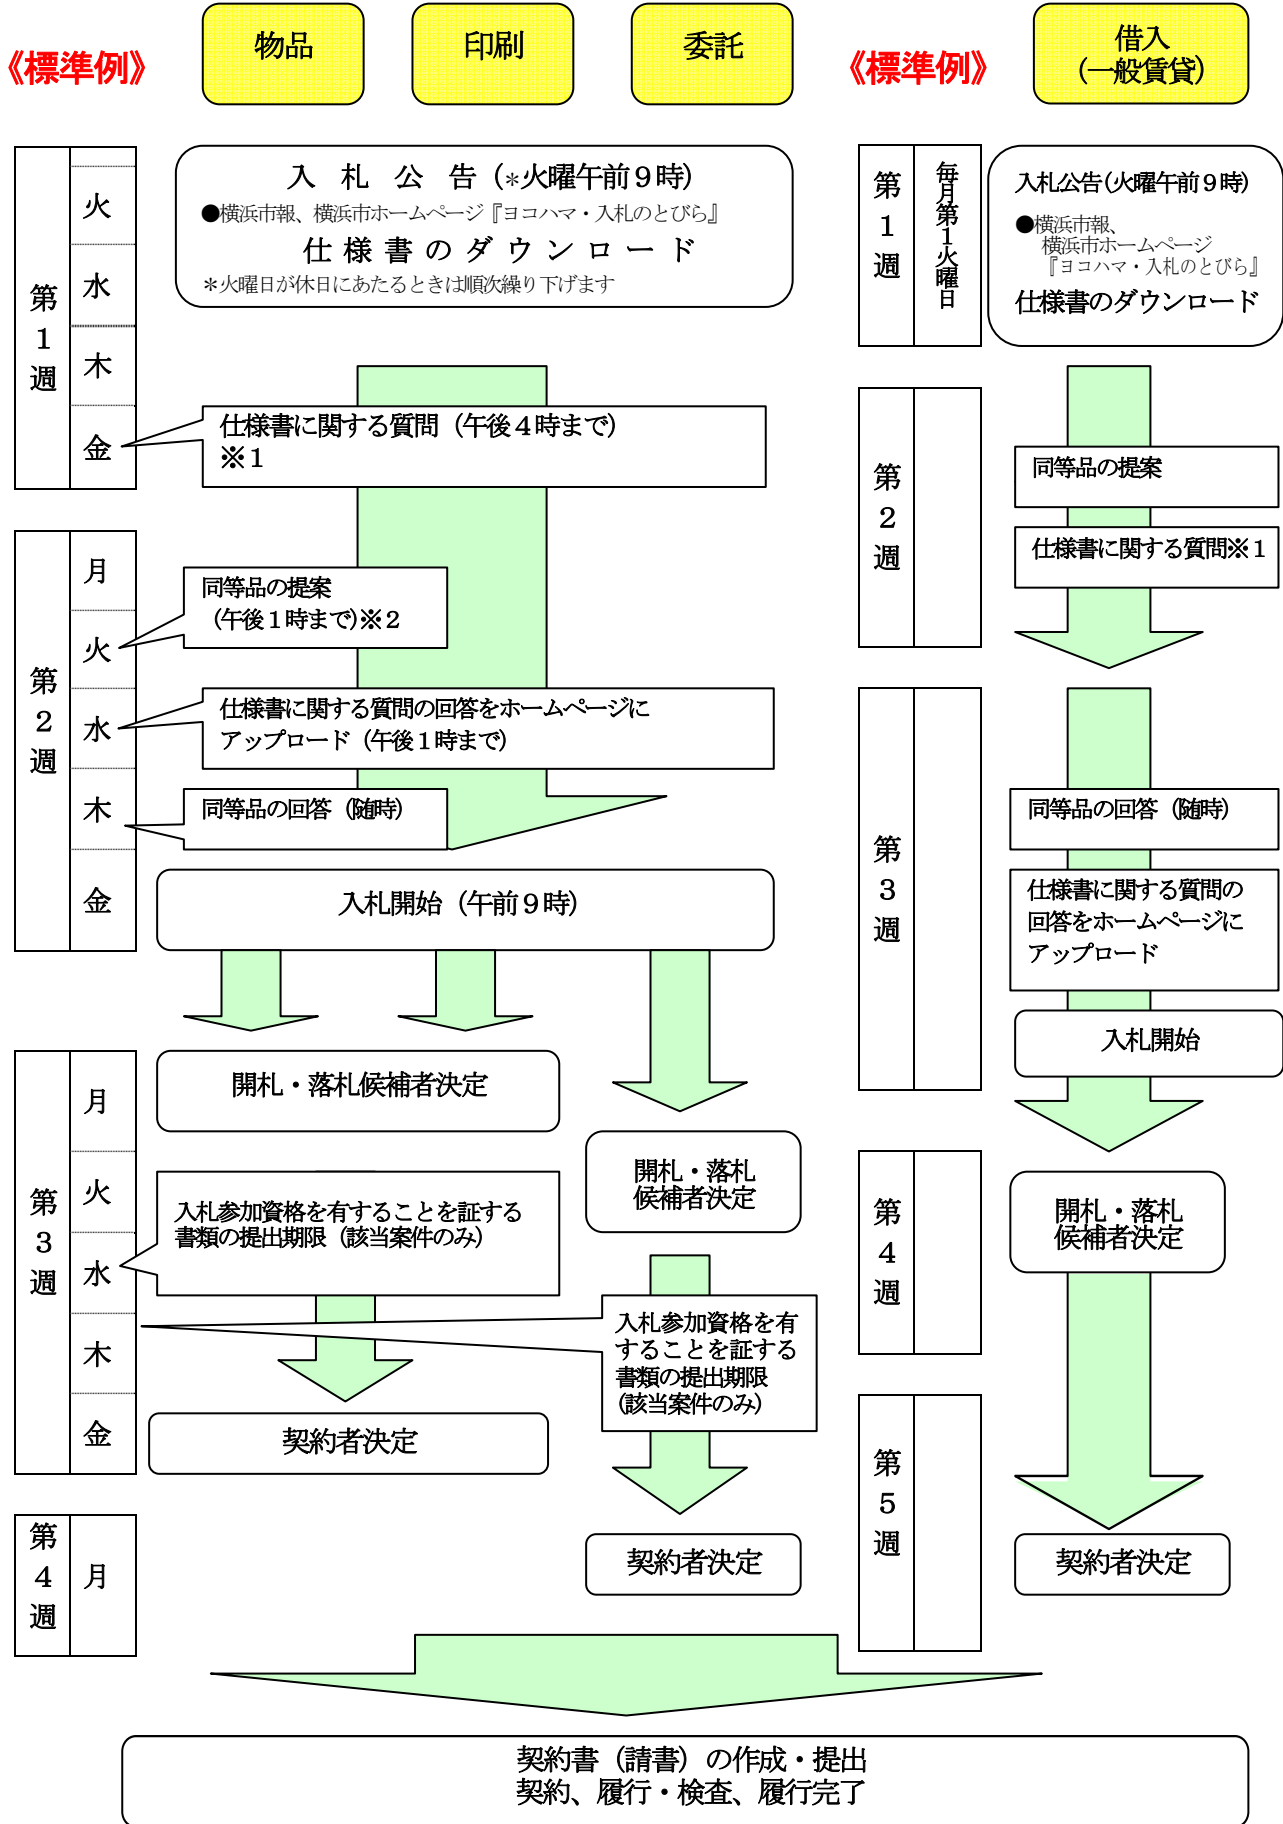 《標準例》
物品
印刷
委託
第1週
火
水
木
金
入 札 公 告（*火曜午前９時）
●横浜市報、横浜市ホームページ『ヨコハマ・入札のとびら』
仕 様 書 の ダ ウ ン ロ ー ド
*火曜日が休日にあたるときは順次繰り下げます
仕様書に関する質問（午後４時まで）
※１
第2週
月
火
水
木
金
同等品の提案
（午後１時まで）※２
仕様書に関する質問の回答をホームページに
アップロード（午後１時まで）
同等品の回答（随時）
入札開始（午前９時）
第3週
月
火
水
木
金
開札・落札候補者決定
開札・落札
候補者決定
入札参加資格を有することを証する
書類の提出期限（該当案件のみ）
入札参加資格を有
することを証する
書類の提出期限
（該当案件のみ）
契約者決定
第4週
月
契約者決定
《標準例》
借入
（一般賃貸）
第1週
毎月第1火曜日
入札公告（火曜午前９時）
●横浜市報、
横浜市ホームページ
『ヨコハマ・入札のとびら』
仕様書のダウンロード
第2週
同等品の提案
仕様書に関する質問※１
第3週
同等品の回答（随時）
仕様書に関する質問の
回答をホームページに
アップロード
入札開始
第4週
開札・落札
候補者決定
第5週
契約者決定
契約書（請書）の作成・提出
契約、履行・検査、履行完了